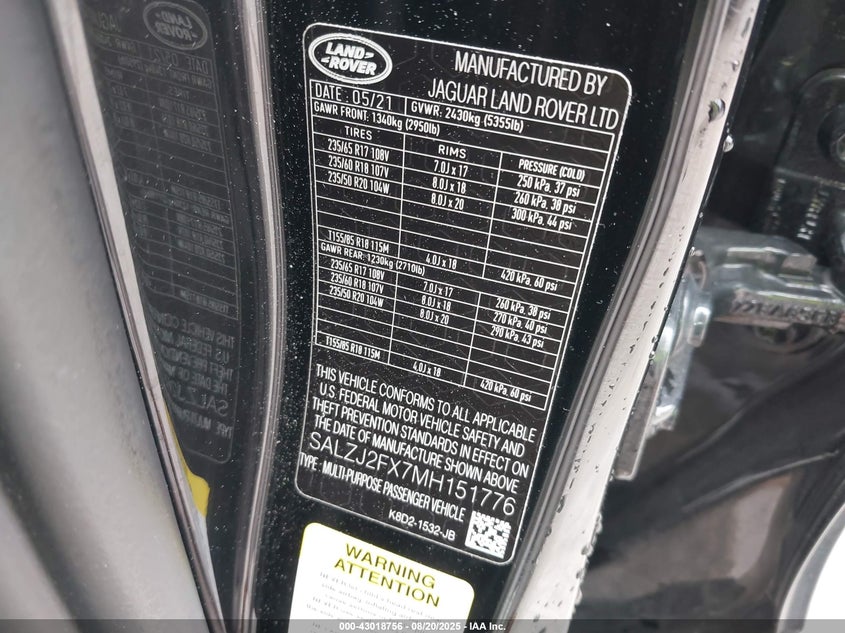 LAND
ROVER
MANUFACTURED BY
JAGUAR LAND ROVER LTD
DATE: 05/21 GVWR: 2430kg (5355lb)
GAWR FRONT: 1340kg (2950lb)
TIRES RIMS PRESSURE (COLD)
235/65 R17 108V 7.0J x 17 250 kPa, 37 psi
235/60 R18 107V 8.0J x 18 260 kPa, 38 psi
235/50 R20 104W 8.0J x 20 300 kPa, 44 psi
T155/85 R18 115M 4.0J x 18 420 kPa, 60 psi
GAWR REAR: 1230kg (2710lb)
235/65 R17 108V 7.0J x 17 260 kPa, 38 psi
235/60 R18 107V 8.0J x 18 270 kPa, 40 psi
235/50 R20 104W 8.0J x 20 290 kPa, 43 psi
T155/85 R18 115M 4.0J x 18 420 kPa, 60 psi
THIS VEHICLE CONFORMS TO ALL APPLICABLE
U.S. FEDERAL MOTOR VEHICLE SAFETY AND
THEFT PREVENTION STANDARDS IN EFFECT ON
THE DATE OF MANUFACTURE SHOWN ABOVE
SALZJ2FX7MH151776
TYPE: MULTI-PURPOSE PASSENGER VEHICLE
K8D2-1532-JB
WARNING
ATTENTION
000-43018756 - 08/20/2025 - IAA Inc.